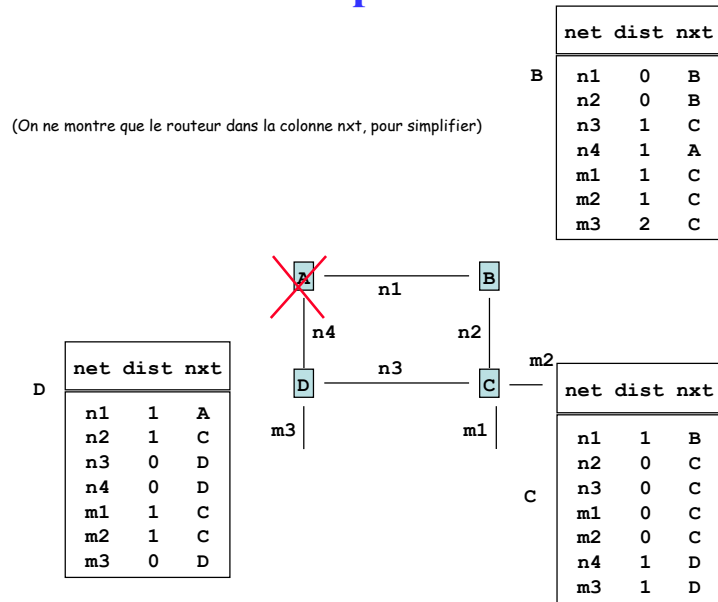 p
net dist nxt
B
n1 0 B
n2 0 B
n3 1 C
n4 1 A
m1 1 C
m2 1 C
m3 2 C
(On ne montre que le routeur dans la colonne nxt, pour simplifier)
A
n1
B
n4
n2
D
n3
C
m2
m3
m1
D
net dist nxt
n1 1 A
n2 1 C
n3 0 D
n4 0 D
m1 1 C
m2 1 C
m3 0 D
C
net dist nxt
n1 1 B
n2 0 C
n3 0 C
m1 0 C
m2 0 C
n4 1 D
m3 1 D